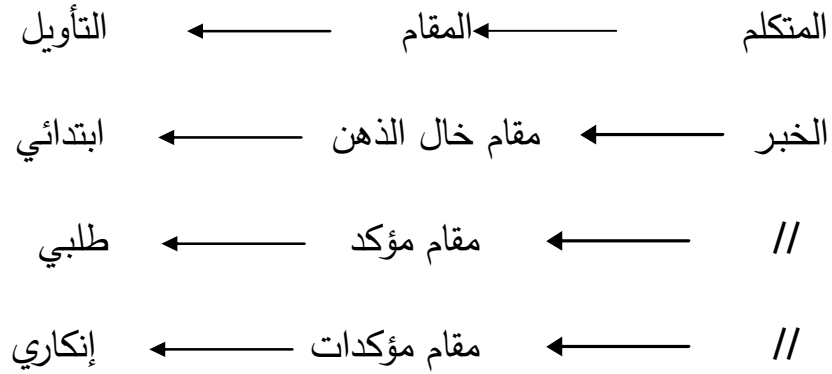 المتكلم ← المقام ← التأويل
الخبر ← مقام خال الذهن ← ابتدائي
// ← مقام مؤكد ← طلبي
// ← مقام مؤكدات ← إنكاري